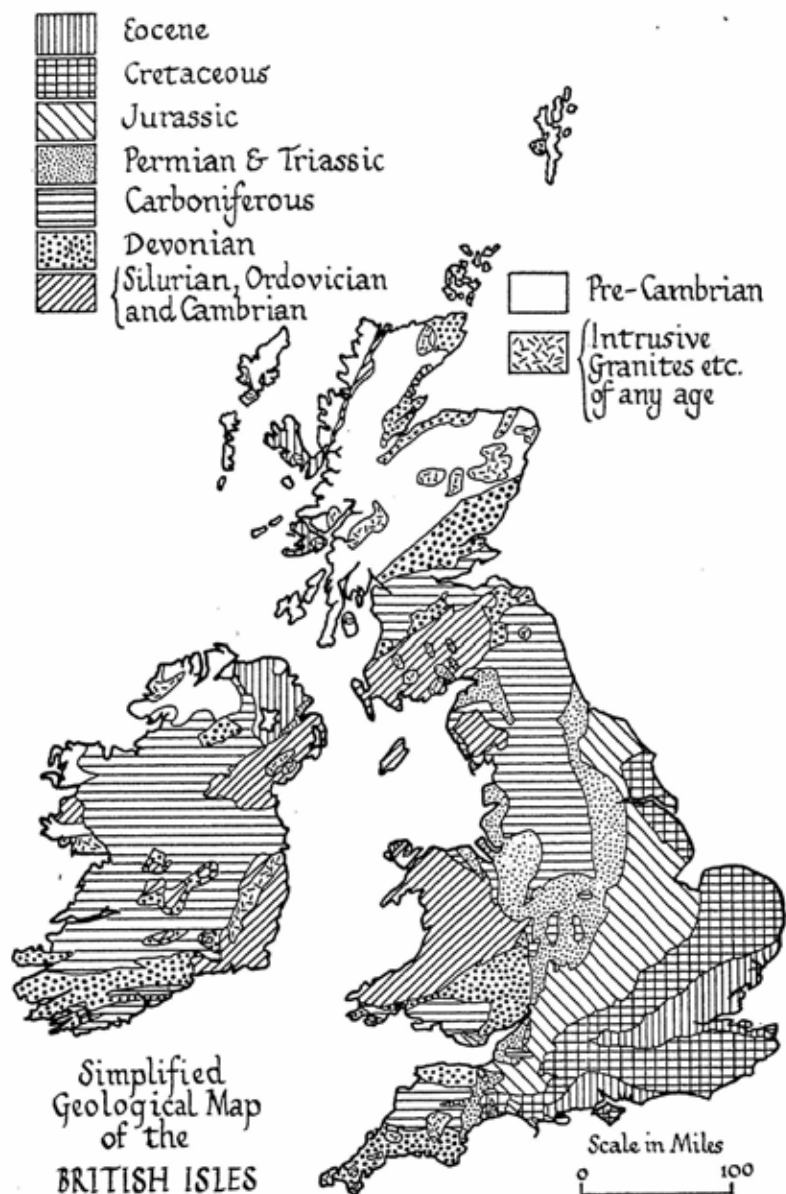 Eocene
Cretaceous
Jurassic
Permian & Triassic
Carboniferous
Devonian
Silurian, Ordovician
and Cambrian
Pre-Cambrian
Intrusive
Granites etc.
of any age
Simplified
Geological Map
of the
BRITISH ISLES
Scale in Miles
0 100